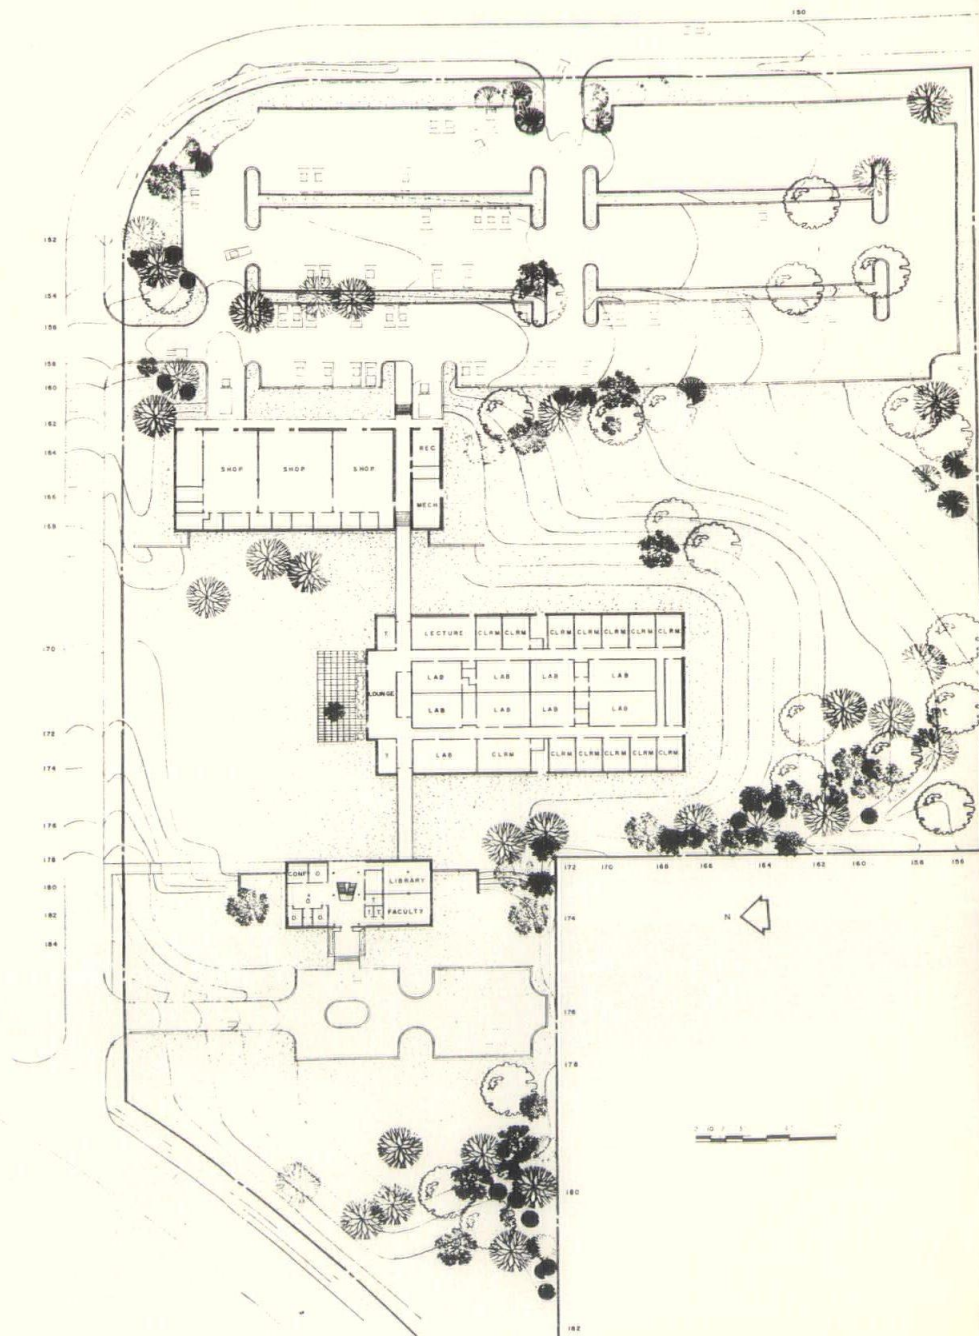 150
152
154
156
158
160
162
164
166
168
REC
SHOP SHOP SHOP
MECH
T LECTURE CLRM CLRM CLRM CLRM CLRM CLRM CLRM
170
LAB LAB LAB LAB
LOUNGE
LAB LAB LAB LAB
172
T LAB CLRM CLRM CLRM CLRM CLRM CLRM
174
176
178
172 170 168 166 164 162 160 158 156
CONF O LIBRARY
180
O
182
O O T T FACULTY
174
N
184
176
178
180
182